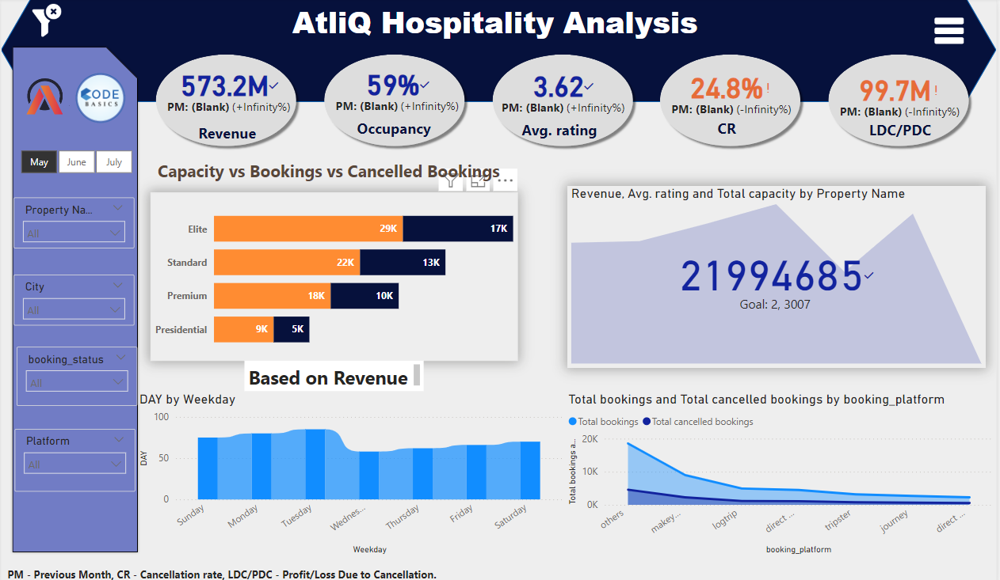 AtliQ Hospitality Analysis
CODE
BASICS
573.2M
PM: (Blank) (+Infinity%)
Revenue
59%
PM: (Blank) (+Infinity%)
Occupancy
3.62
PM: (Blank) (+Infinity%)
Avg. rating
24.8%!
PM: (Blank) (-Infinity%)
CR
99.7M!
PM: (Blank) (-Infinity%)
LDC/PDC
May June July
Property Na...
All
City
All
booking_status
All
Platform
All
Capacity vs Bookings vs Cancelled Bookings
Elite 29K 17K
Standard 22K 13K
Premium 18K 10K
Presidential 9K 5K
Revenue, Avg. rating and Total capacity by Property Name
21994685
Goal: 2, 3007
Based on Revenue
DAY by Weekday
DAY
100
50
0
Sunday Monday Tuesday Wednes... Thursday Friday Saturday
Weekday
Total bookings and Total cancelled bookings by booking_platform
Total bookings Total cancelled bookings
Total bookings a...
20K
10K
0K
others makey... logtrip direct ... tripster journey direct ...
booking_platform
PM - Previous Month, CR - Cancellation rate, LDC/PDC - Profit/Loss Due to Cancellation.